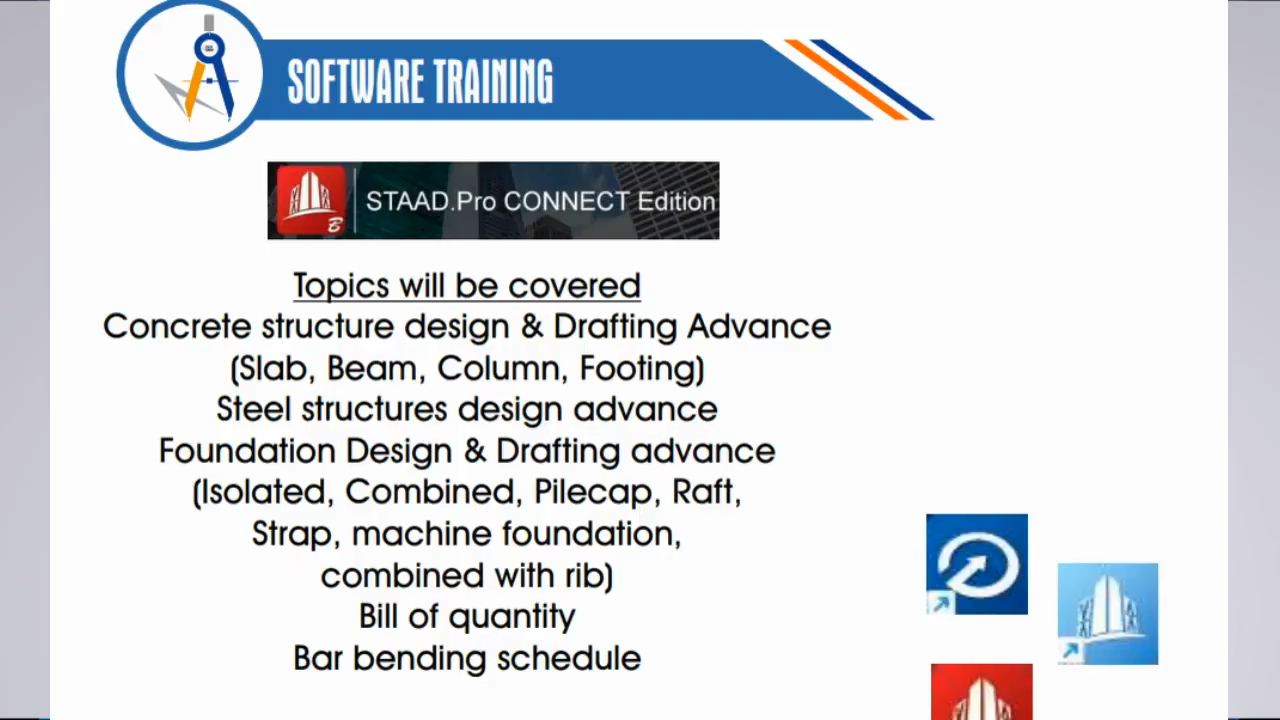 SOFTWARE TRAINING
STAAD.Pro CONNECT Edition
B
Topics will be covered
Concrete structure design & Drafting Advance
(Slab, Beam, Column, Footing)
Steel structures design advance
Foundation Design & Drafting advance
(Isolated, Combined, Pilecap, Raft,
Strap, machine foundation,
combined with rib)
Bill of quantity
Bar bending schedule